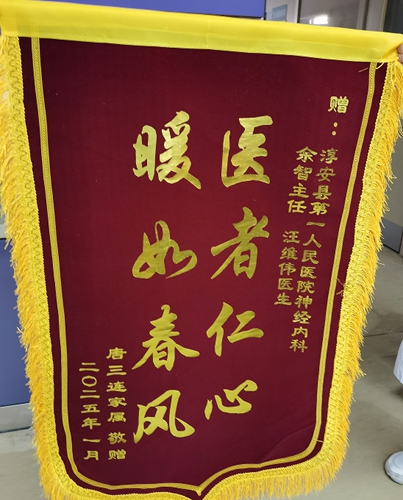 赠：
淳安县第一人民医院神经内科
余智主任 汪维伟医生
医者仁心
暖如春风
唐三连家属 敬赠
二〇二五年一月